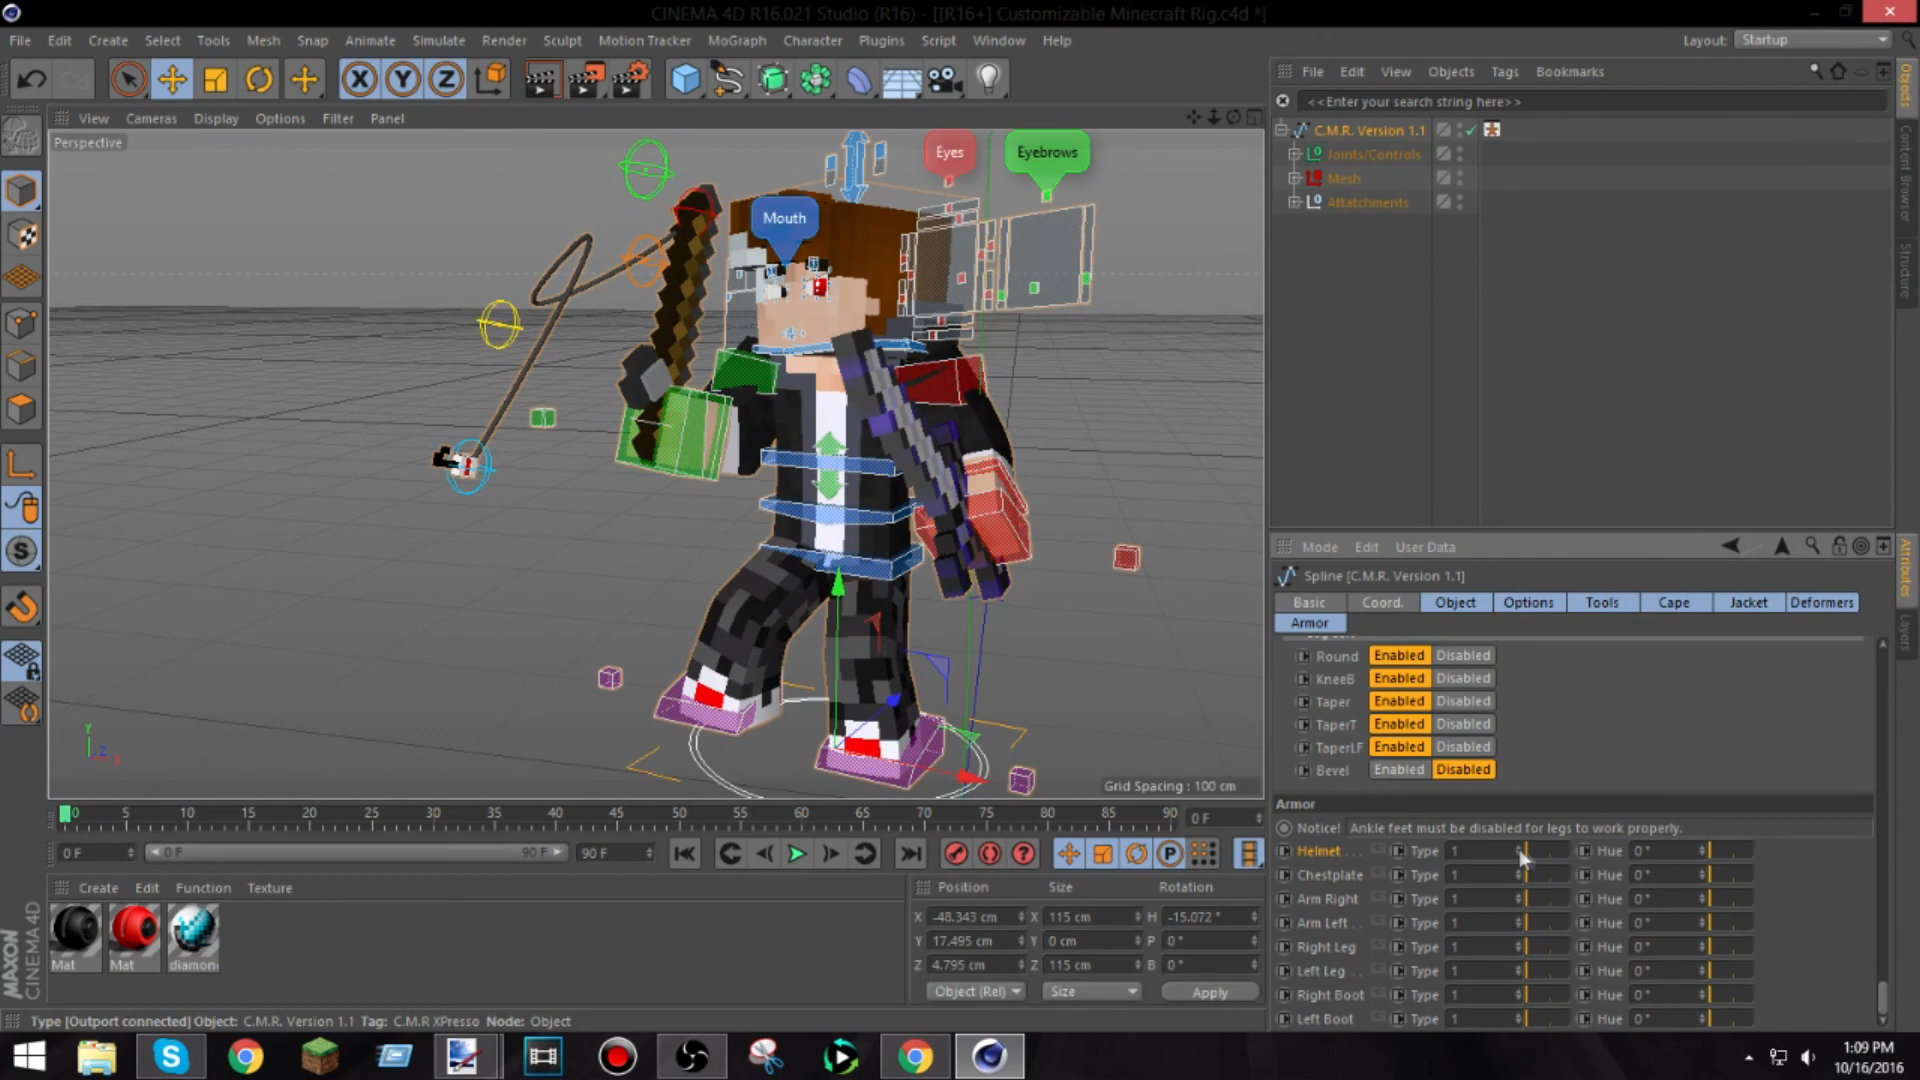 CINEMA 4D R16.021 Studio (R16) - [[R16+] Customizable Minecraft Rig.c4d *]
File Edit Create Select Tools Mesh Snap Animate Simulate Render Sculpt Motion Tracker MoGraph Character Plugins Script Window Help Layout: Startup
X Y Z
File Edit View Objects Tags Bookmarks
<<Enter your search string here>>
View Cameras Display Options Filter Panel
Perspective
Eyes
Eyebrows
Mouth
C.M.R. Version 1.1
Joints/Controls
Mesh
Attatchments
Objects
Content Browser
Structure
Mode Edit User Data
Spline [C.M.R. Version 1.1]
Basic Coord. Object Options Tools Cape Jacket Deformers
Armor
Attributes
Layers
Round Enabled Disabled
KneeB Enabled Disabled
Taper Enabled Disabled
TaperT Enabled Disabled
TaperLF Enabled Disabled
Bevel Enabled Disabled
Armor
Notice! Ankle feet must be disabled for legs to work properly.
Helmet . . . Type 1 Hue 0 °
Chestplate Type 1 Hue 0 °
Arm Right Type 1 Hue 0 °
Arm Left . . Type 1 Hue 0 °
Right Leg Type 1 Hue 0 °
Left Leg . . Type 1 Hue 0 °
Right Boot Type 1 Hue 0 °
Left Boot Type 1 Hue 0 °
Y
Z
X
Grid Spacing : 100 cm
0 5 10 15 20 25 30 35 40 45 50 55 60 65 70 75 80 85 90 0 F
0 F 0 F 90 F 90 F
P
Create Edit Function Texture
Mat Mat diamon
MAXON
CINEMA 4D
Position Size Rotation
X -48.343 cm X 115 cm H -15.072 °
Y 17.495 cm Y 0 cm P 0 °
Z 4.795 cm Z 115 cm B 0 °
Object (Rel) Size Apply
Type [Outport connected] Object: C.M.R. Version 1.1 Tag: C.M.R XPresso Node: Object
1:09 PM
10/16/2016